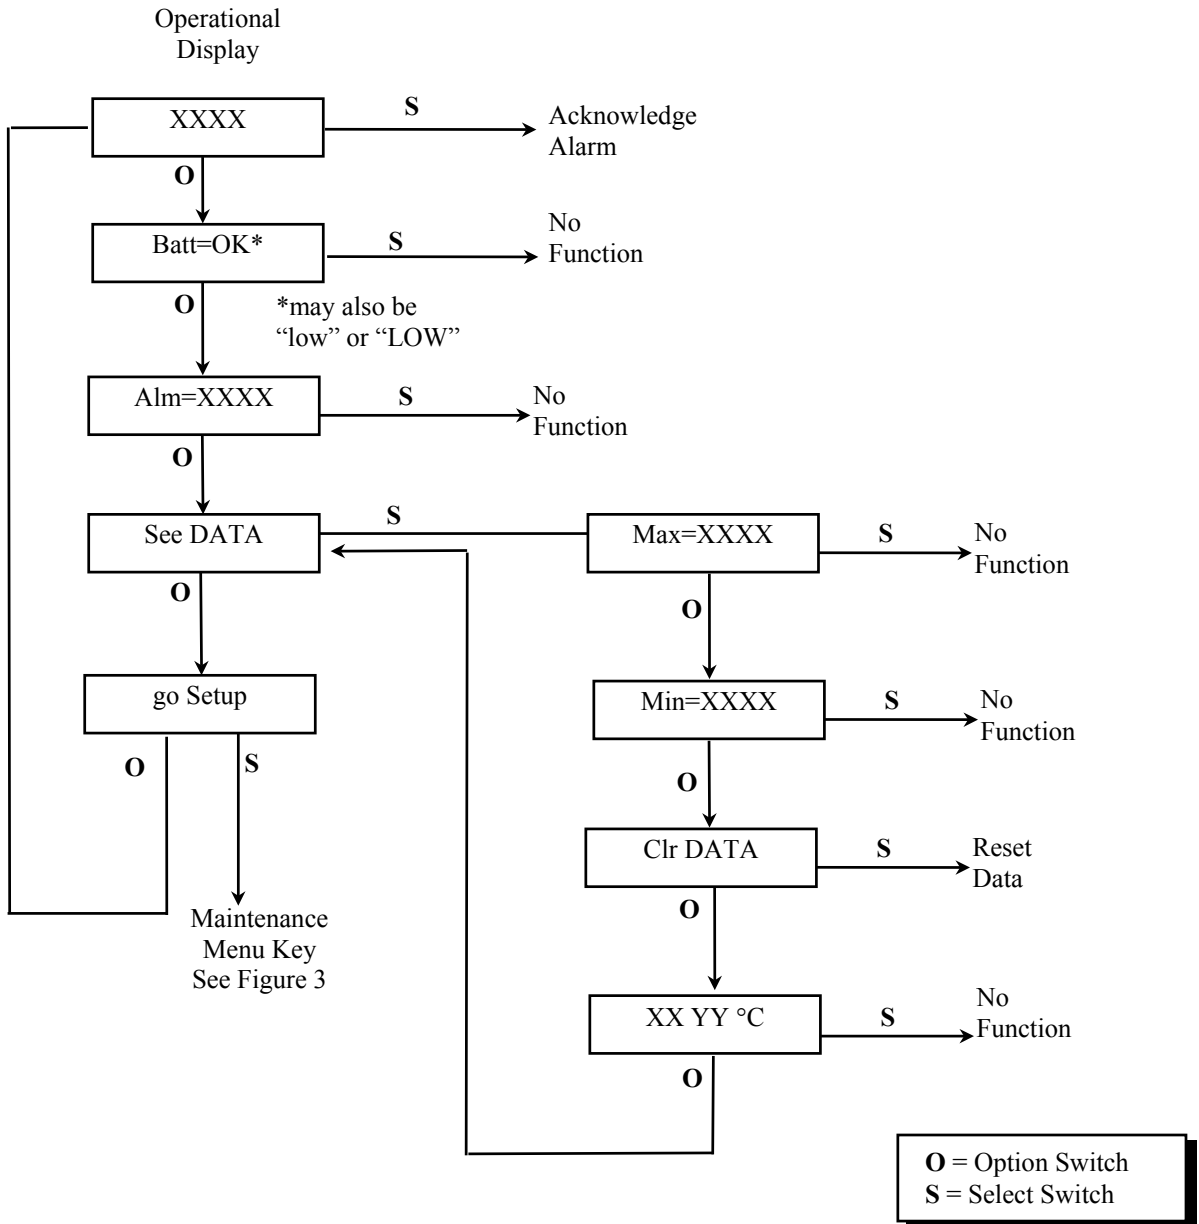 Operational
Display
XXXX
S
Acknowledge
Alarm
O
Batt=OK*
S
No
Function
O
*may also be
“low” or “LOW”
Alm=XXXX
S
No
Function
O
See DATA
S
Max=XXXX
S
No
Function
O
O
go Setup
Min=XXXX
S
No
Function
O
S
O
Clr DATA
S
Reset
Data
O
Maintenance
Menu Key
See Figure 3
XX YY °C
S
No
Function
O
O = Option Switch
S = Select Switch